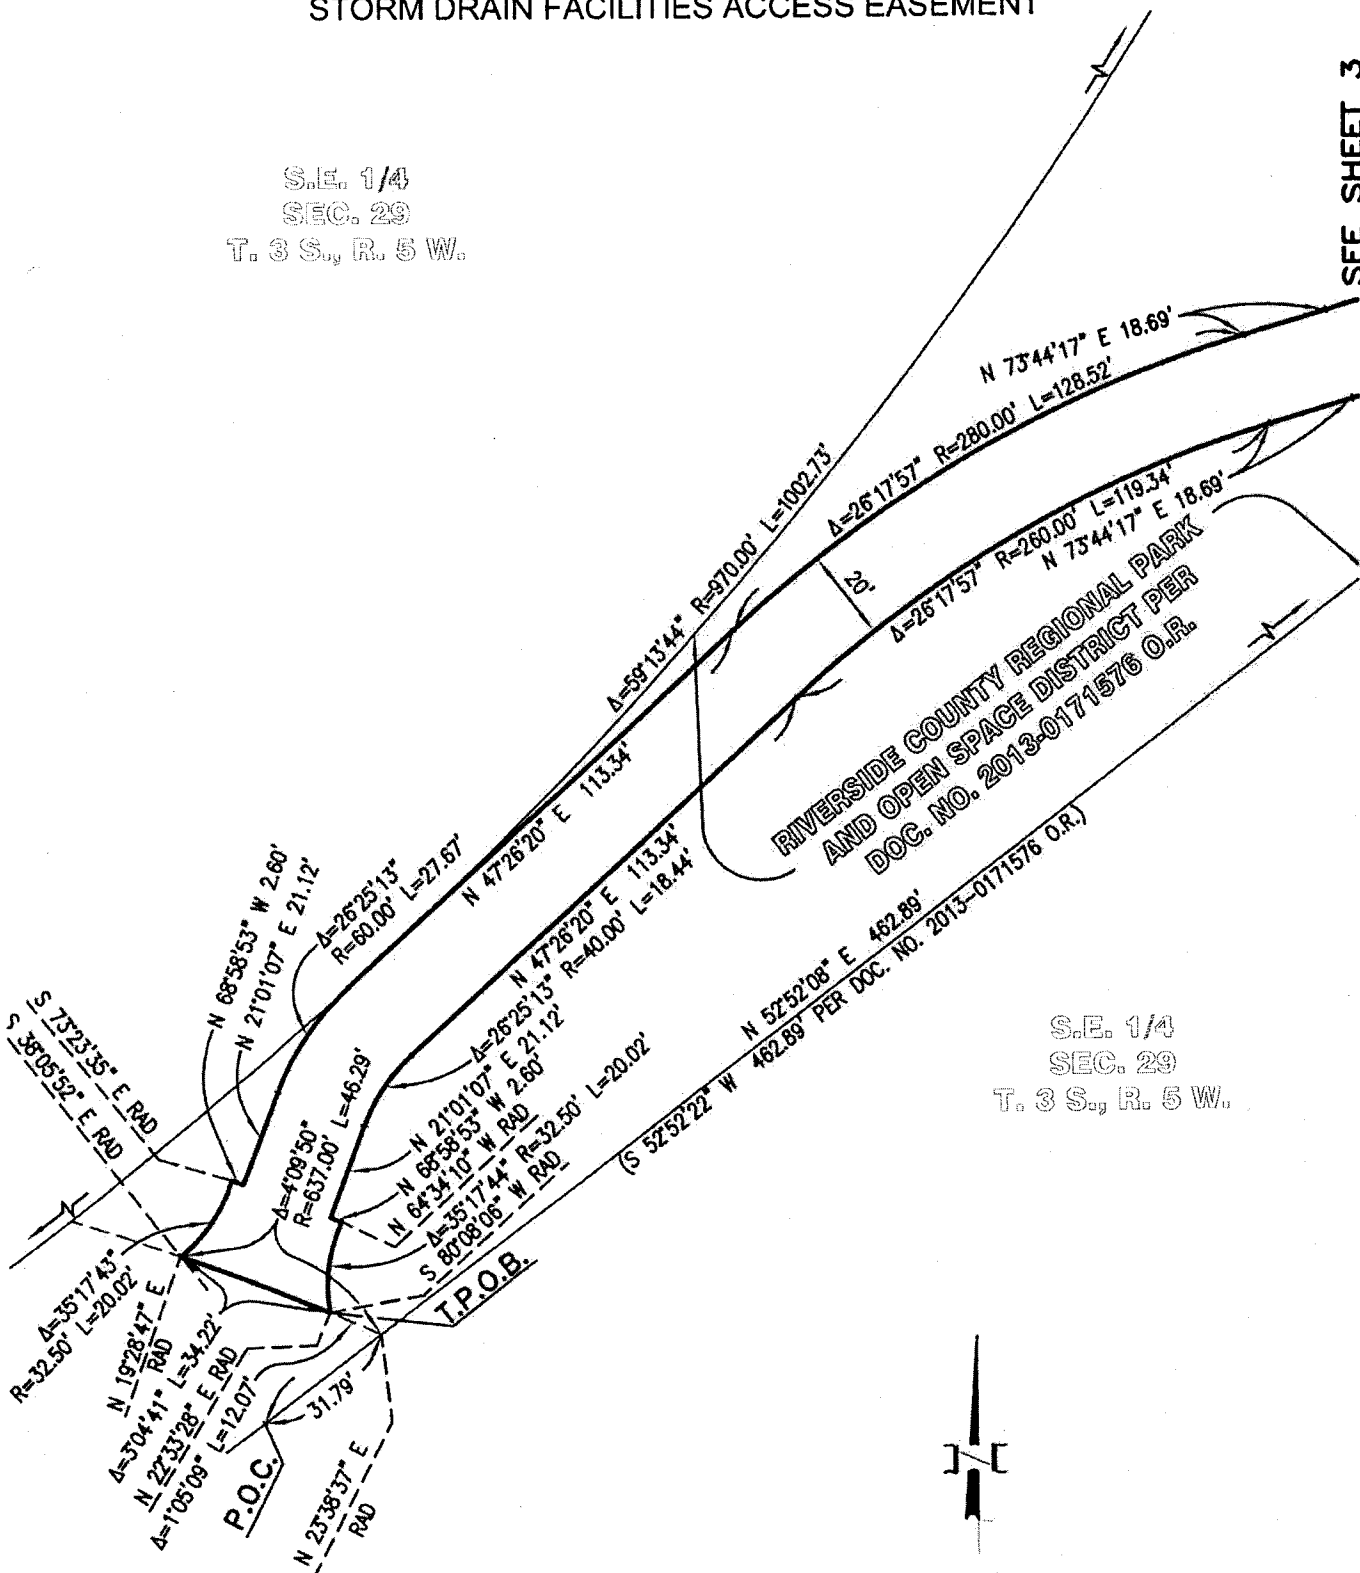 STORM DRAIN FACILITIES ACCESS EASEMENT
SEE SHEET 3
S.E. 1/4
SEC. 29
T. 3 S., R. 5 W.
N 73°44'17" E 18.69'
Δ=26°17'57" R=280.00' L=128.52'
Δ=59°13'44" R=970.00' L=1002.73'
20'
Δ=26°17'57" R=260.00' L=119.34'
N 73°44'17" E 18.69'
RIVERSIDE COUNTY REGIONAL PARK
AND OPEN SPACE DISTRICT PER
DOC. NO. 2013-0171576 O.R.
N 47°26'20" E 113.34'
N 47°26'20" E 113.34'
Δ=26°25'13" R=40.00' L=18.44'
Δ=26°25'13"
R=60.00' L=27.67'
N 68°58'53" W 2.60'
N 21°01'07" E 21.12'
S 73°23'35" E RAD
S 38°05'52" E RAD
Δ=4°09'50"
R=637.00' L=46.29'
N 21°01'07" E 21.12'
N 68°58'53" W 2.60'
N 64°34'10" W RAD
Δ=35°17'44" R=32.50' L=20.02'
S 80°08'06" W RAD
T.P.O.B.
N 52°52'08" E 462.89'
(S 52°52'22" W 462.89' PER DOC. NO. 2013-0171576 O.R.)
S.E. 1/4
SEC. 29
T. 3 S., R. 5 W.
Δ=35°17'43"
R=32.50' L=20.02'
N 19°28'47" E
RAD
Δ=3°04'41" L=34.22'
N 22°33'28" E RAD
Δ=1°05'09" L=12.07'
31.79'
P.O.C.
N 23°38'37" E
RAD
N